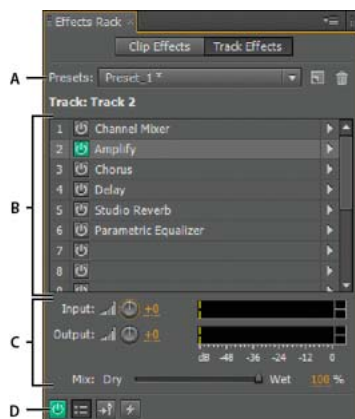 Effects Rack
Clip Effects Track Effects
A Presets: Preset_1 *
Track: Track 2
B
1 Channel Mixer
2 Amplify
3 Chorus
4 Delay
5 Studio Reverb
6 Parametric Equalizer
7
8
9
C
Input: +0
Output: +0
dB -48 -36 -24 -12 0
Mix: Dry Wet 100 %
D